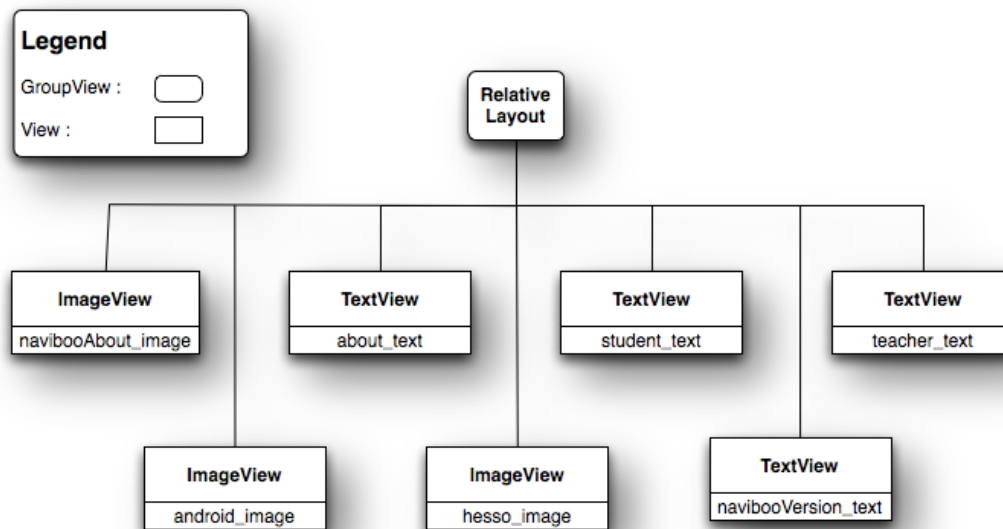 Legend
GroupView :
View :
Relative
Layout
ImageView
navibooAbout_image
TextView
about_text
TextView
student_text
TextView
teacher_text
ImageView
android_image
ImageView
hesso_image
TextView
navibooVersion_text